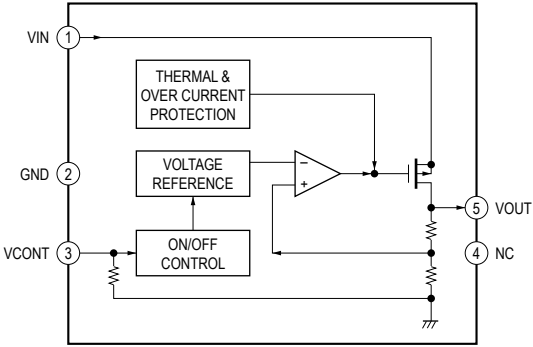 VIN 1
THERMAL &
OVER CURRENT
PROTECTION
GND 2
VOLTAGE
REFERENCE
−
+
5 VOUT
VCONT 3
ON/OFF
CONTROL
4 NC